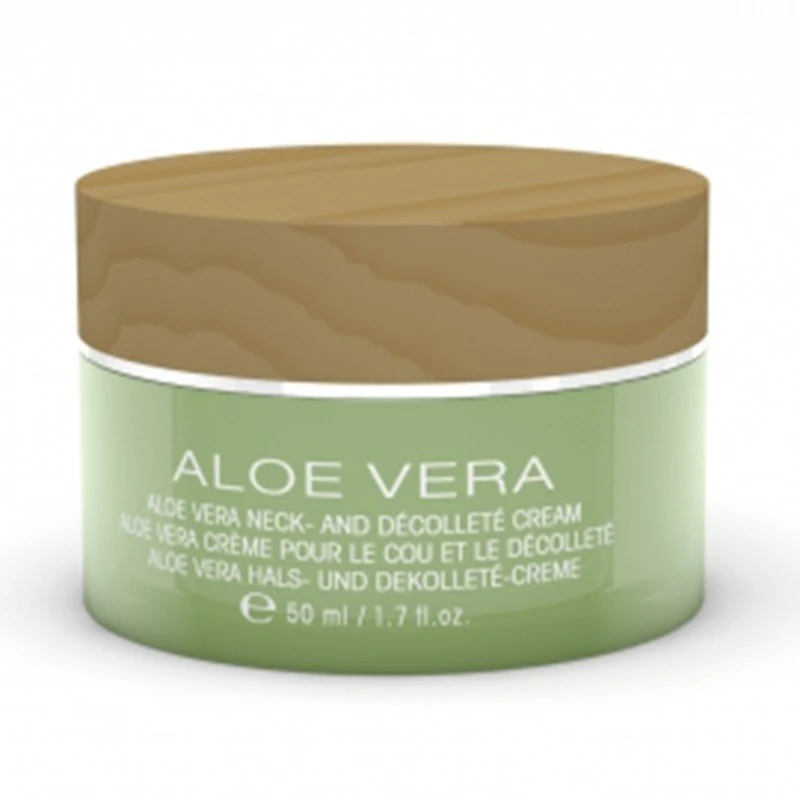 ALOE VERA
ALOE VERA NECK- AND DÉCOLLETÉ CREAM
ALOE VERA CRÈME POUR LE COU ET LE DÉCOLLETÉ
ALOE VERA HALS- UND DEKOLLETÉ-CREME
℮ 50 ml / 1.7 fl.oz.